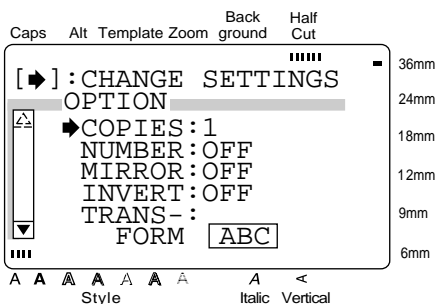 Back Half
Caps Alt Template Zoom ground Cut
[➡]:CHANGE SETTINGS
OPTION
➡COPIES:1
NUMBER:OFF
MIRROR:OFF
INVERT:OFF
TRANS-:
FORM ABC
36mm
24mm
18mm
12mm
9mm
6mm
A A A A A A A A A
Style Italic Vertical